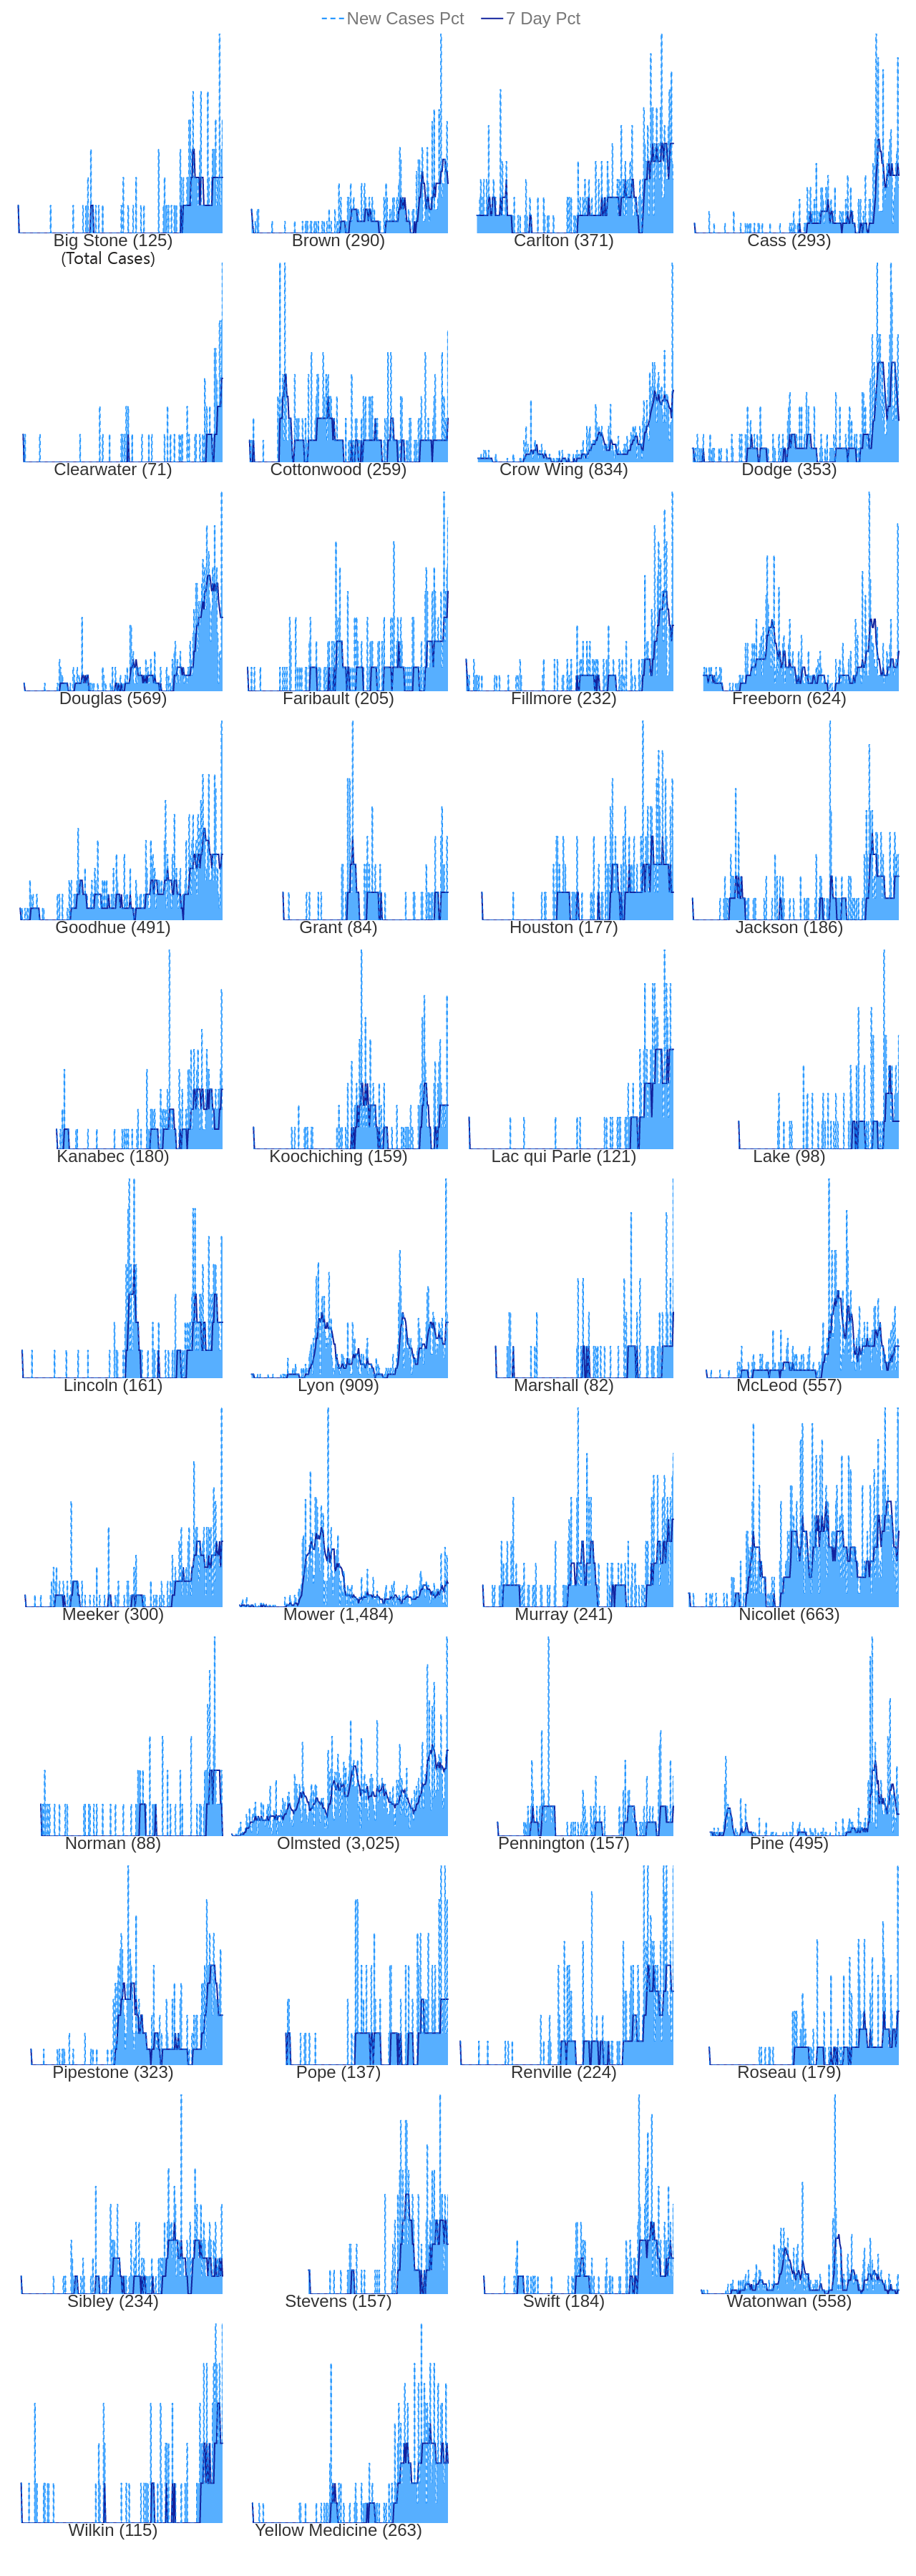 New Cases Pct 7 Day Pct
Big Stone (125) Brown (290) Carlton (371) Cass (293)
(Total Cases)
Clearwater (71) Cottonwood (259) Crow Wing (834) Dodge (353)
Douglas (569) Faribault (205) Fillmore (232) Freeborn (624)
Goodhue (491) Grant (84) Houston (177) Jackson (186)
Kanabec (180) Koochiching (159) Lac qui Parle (121) Lake (98)
Lincoln (161) Lyon (909) Marshall (82) McLeod (557)
Meeker (300) Mower (1,484) Murray (241) Nicollet (663)
Norman (88) Olmsted (3,025) Pennington (157) Pine (495)
Pipestone (323) Pope (137) Renville (224) Roseau (179)
Sibley (234) Stevens (157) Swift (184) Watonwan (558)
Wilkin (115) Yellow Medicine (263)